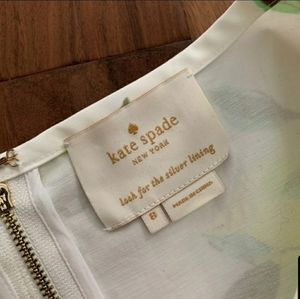 kate spade
NEW YORK
look for the silver lining
8
MADE IN CHINA